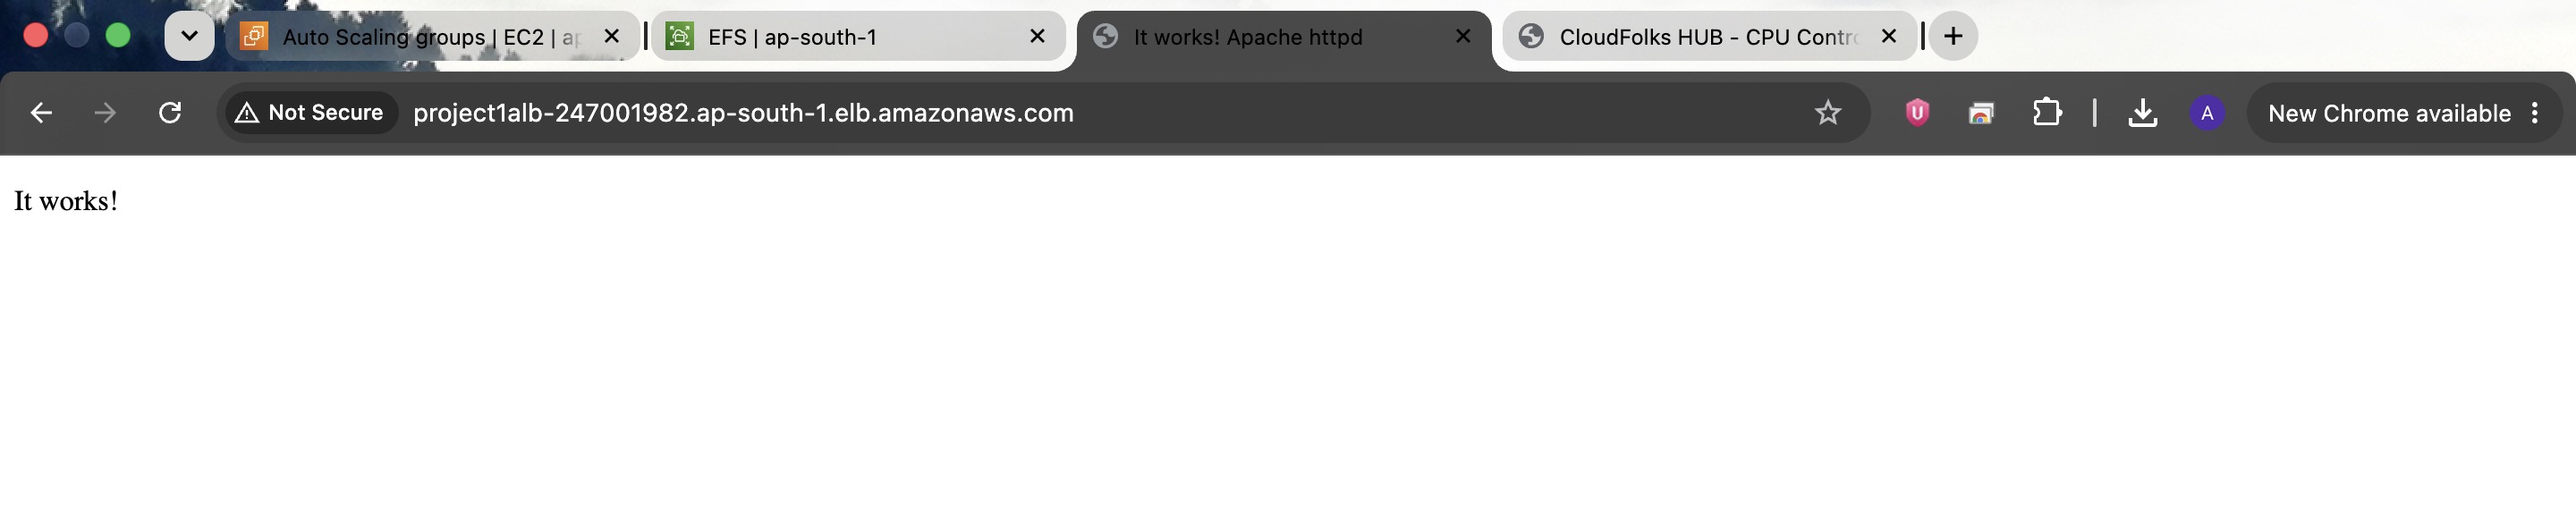 Auto Scaling groups | EC2 | ap
EFS | ap-south-1
It works! Apache httpd
CloudFolks HUB - CPU Contro
Not Secure
project1alb-247001982.ap-south-1.elb.amazonaws.com
U
A
New Chrome available
It works!